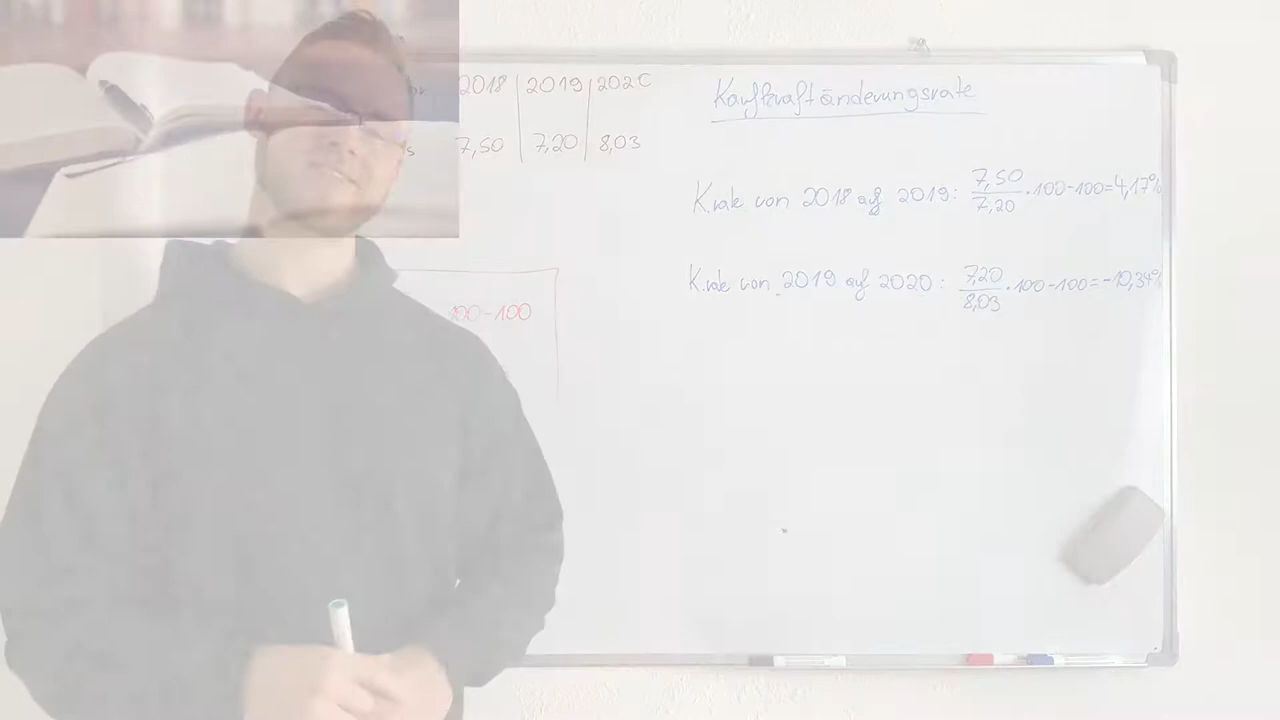 2018 2019 2020
7,50 7,20 8,03
100-100
Kaufkraftänderungsrate
K.rate von 2018 auf 2019: 7,50/7,20 · 100-100=4,17%
K.rate von 2019 auf 2020: 7,20/8,03 · 100-100=-10,34%